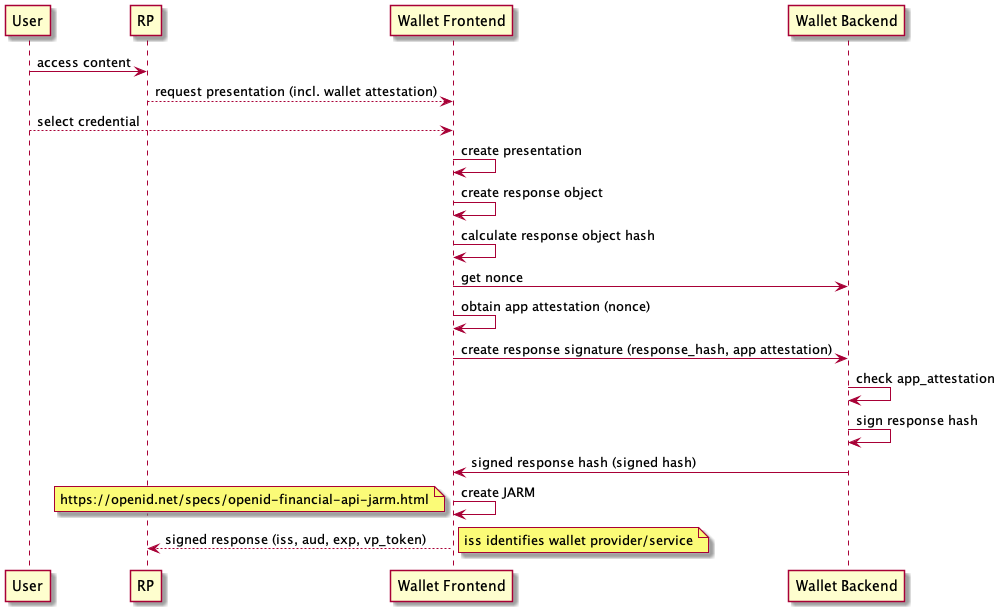 User
RP
Wallet Frontend
Wallet Backend
access content
request presentation (incl. wallet attestation)
select credential
create presentation
create response object
calculate response object hash
get nonce
obtain app attestation (nonce)
create response signature (response_hash, app attestation)
check app_attestation
sign response hash
signed response hash (signed hash)
https://openid.net/specs/openid-financial-api-jarm.html
create JARM
signed response (iss, aud, exp, vp_token)
iss identifies wallet provider/service
User
RP
Wallet Frontend
Wallet Backend